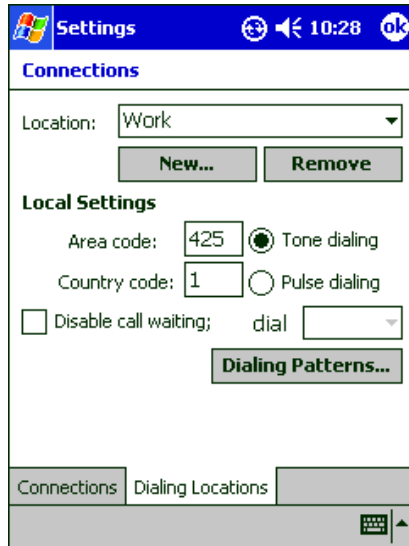 Settings 10:28 ok
Connections
Location: Work
New... Remove
Local Settings
Area code: 425 Tone dialing
Country code: 1 Pulse dialing
Disable call waiting; dial
Dialing Patterns...
Connections Dialing Locations